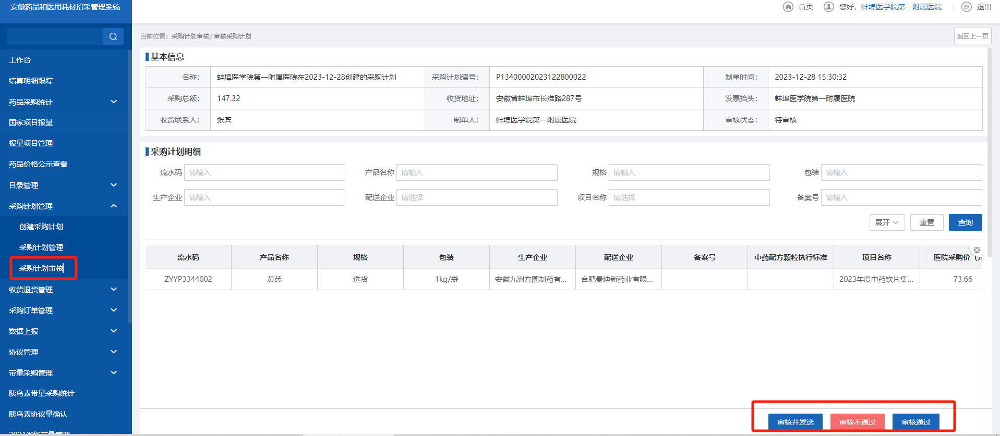 安徽药品和医用耗材招采管理系统
首页
您好，蚌埠医学院第一附属医院
退出
当前位置：采购计划审核/ 审核采购计划
返回上一页
工作台
结算明细跟踪
药品采购统计
国家项目报量
报量项目管理
药品价格公示查看
目录管理
采购计划管理
创建采购计划
采购计划管理
采购计划审核
收货退货管理
采购订单管理
数据上报
协议管理
带量采购管理
胰岛素带量采购统计
胰岛素协议量确认
2021省级带量管理
基本信息
名称： 蚌埠医学院第一附属医院在2023-12-28创建的采购计划 采购计划编号： P13400002023122800022 制单时间： 2023-12-28 15:30:32
采购总额： 147.32 收货地址： 安徽省蚌埠市长淮路287号 发票抬头： 蚌埠医学院第一附属医院
收货联系人： 张宾 制单人： 蚌埠医学院第一附属医院 审核状态： 待审核
采购计划明细
流水码 请输入 产品名称 请输入 规格 请输入 包装 请输入
生产企业 请输入 配送企业 请选择 项目名称 请选择 备案号 请输入
展开 重置 查询
流水码 产品名称 规格 包装 生产企业 配送企业 备案号 中药配方颗粒执行标准 项目名称 医院采购价
ZYYP3344002 黄芪 选货 1kg/袋 安徽九洲方圆制药有... 合肥曼迪新药业有限... 2023年度中药饮片集... 73.66
审核并发送 审核不通过 审核通过